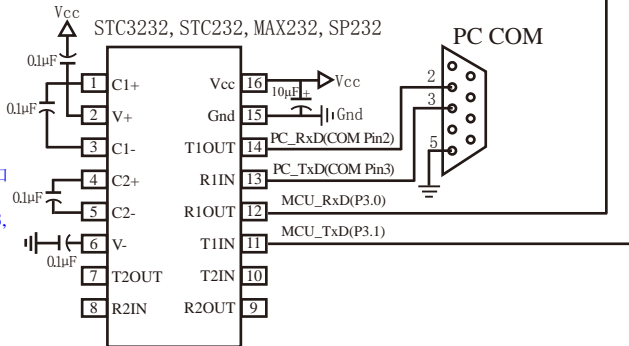 Vcc
STC3232, STC232, MAX232, SP232
PC COM
0.1μF
0.1μF
0.1μF
0.1μF
1 C1+
2 V+
3 C1-
4 C2+
5 C2-
6 V-
7 T2OUT
8 R2IN
Vcc 16
Gnd 15
T1OUT 14
R1IN 13
R1OUT 12
T1IN 11
T2IN 10
R2OUT 9
Vcc
10μF +
Gnd
PC_RxD(COM Pin2)
PC_TxD(COM Pin3)
MCU_RxD(P3.0)
MCU_TxD(P3.1)
2
3
5